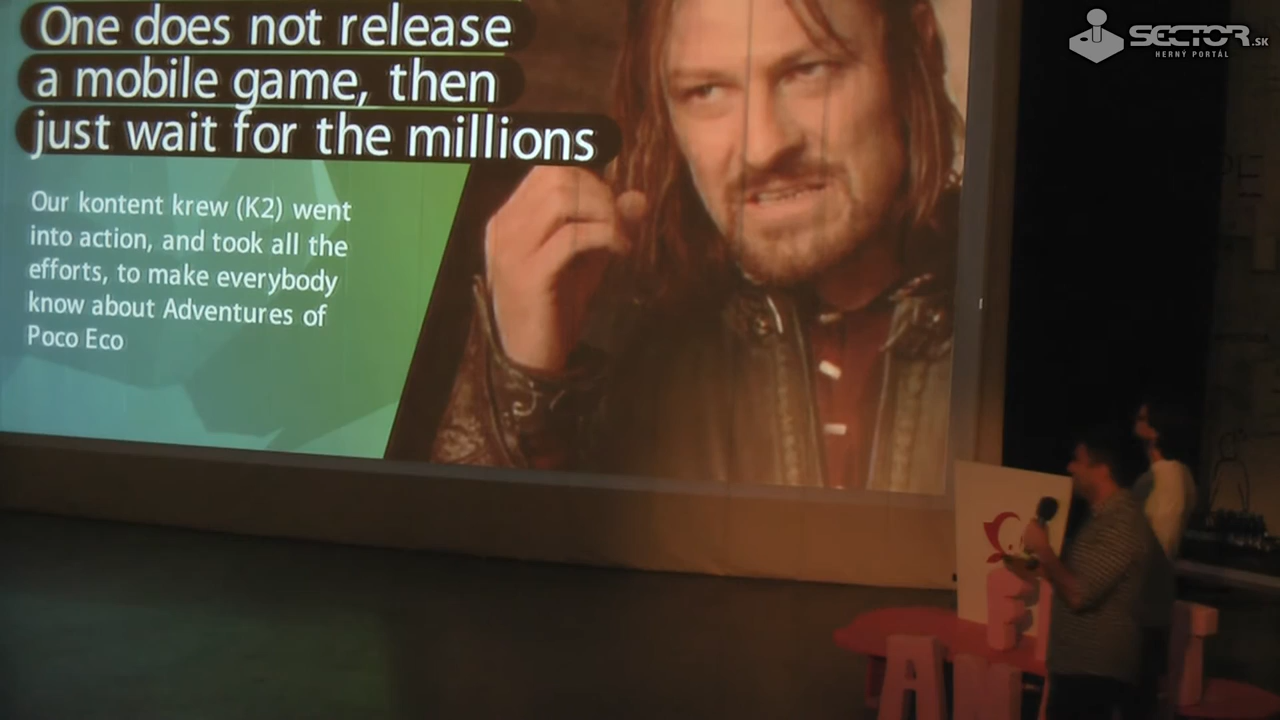 One does not release
a mobile game, then
just wait for the millions
Our kontent krew (K2) went
into action, and took all the
efforts, to make everybody
know about Adventures of
Poco Eco
SECTOR.SK
HERNÝ PORTÁL